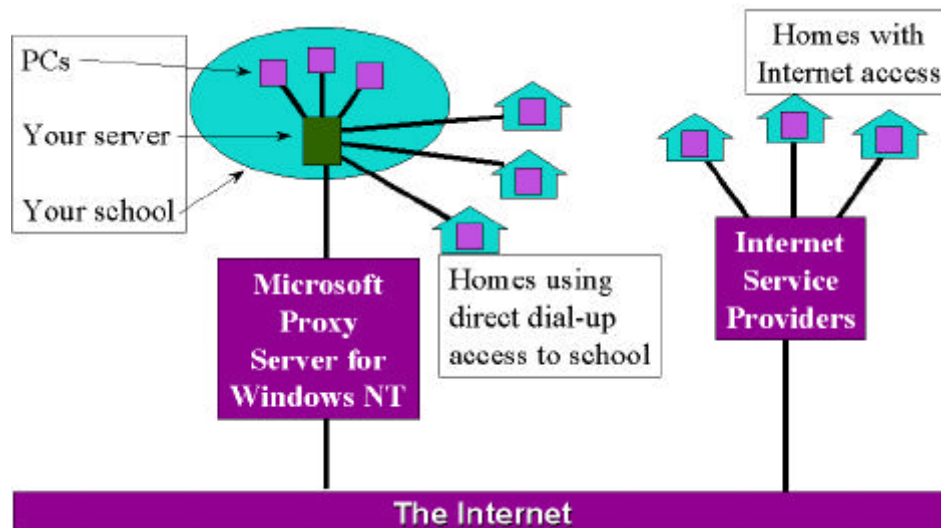 PCs
Your server
Your school
Homes with
Internet access
Microsoft
Proxy
Server for
Windows NT
Homes using
direct dial-up
access to school
Internet
Service
Providers
The Internet